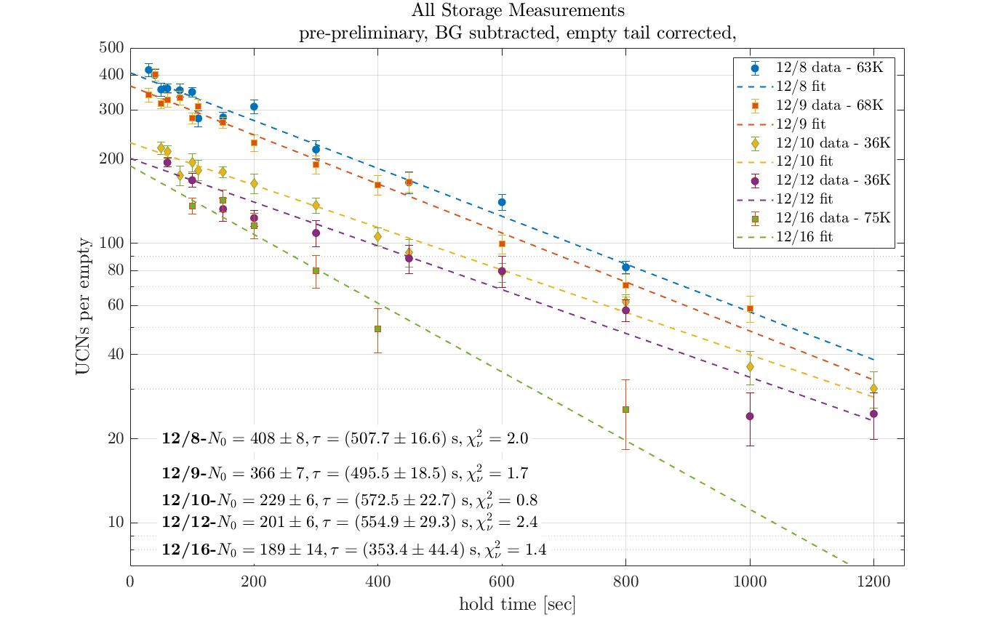 All Storage Measurements
pre-preliminary, BG subtracted, empty tail corrected,
500
400
300
200
100
80
60
40
20
10
UCNs per empty
12/8 data - 63K
12/8 fit
12/9 data - 68K
12/9 fit
12/10 data - 36K
12/10 fit
12/12 data - 36K
12/12 fit
12/16 data - 75K
12/16 fit
12/8-N₀ = 408 ± 8, τ = (507.7 ± 16.6) s, χ²ᵥ = 2.0
12/9-N₀ = 366 ± 7, τ = (495.5 ± 18.5) s, χ²ᵥ = 1.7
12/10-N₀ = 229 ± 6, τ = (572.5 ± 22.7) s, χ²ᵥ = 0.8
12/12-N₀ = 201 ± 6, τ = (554.9 ± 29.3) s, χ²ᵥ = 2.4
12/16-N₀ = 189 ± 14, τ = (353.4 ± 44.4) s, χ²ᵥ = 1.4
0 200 400 600 800 1000 1200
hold time [sec]